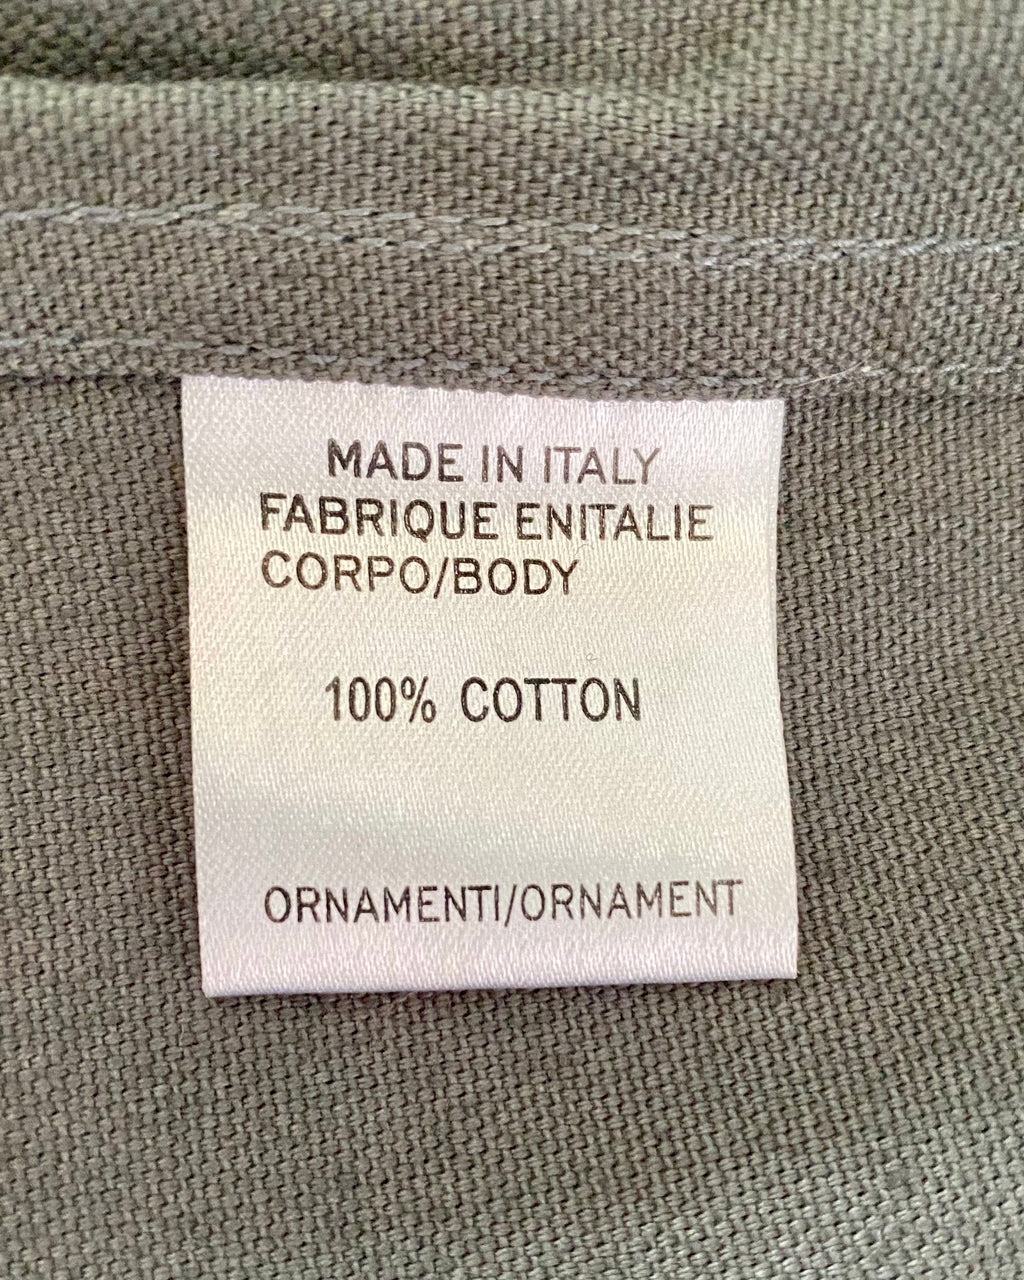 MADE IN ITALY
FABRIQUE ENITALIE
CORPO/BODY
100% COTTON
ORNAMENTI/ORNAMENT